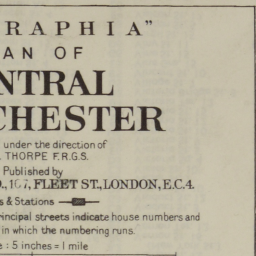 RAPHIA"
AN OF
NTRAL
CHESTER
under the direction of
THORPE F.R.G.S.
Published by
167, FLEET ST., LONDON, E.C.4.
s & Stations
rincipal streets indicate house numbers and
in which the numbering runs.
e : 5 inches = 1 mile